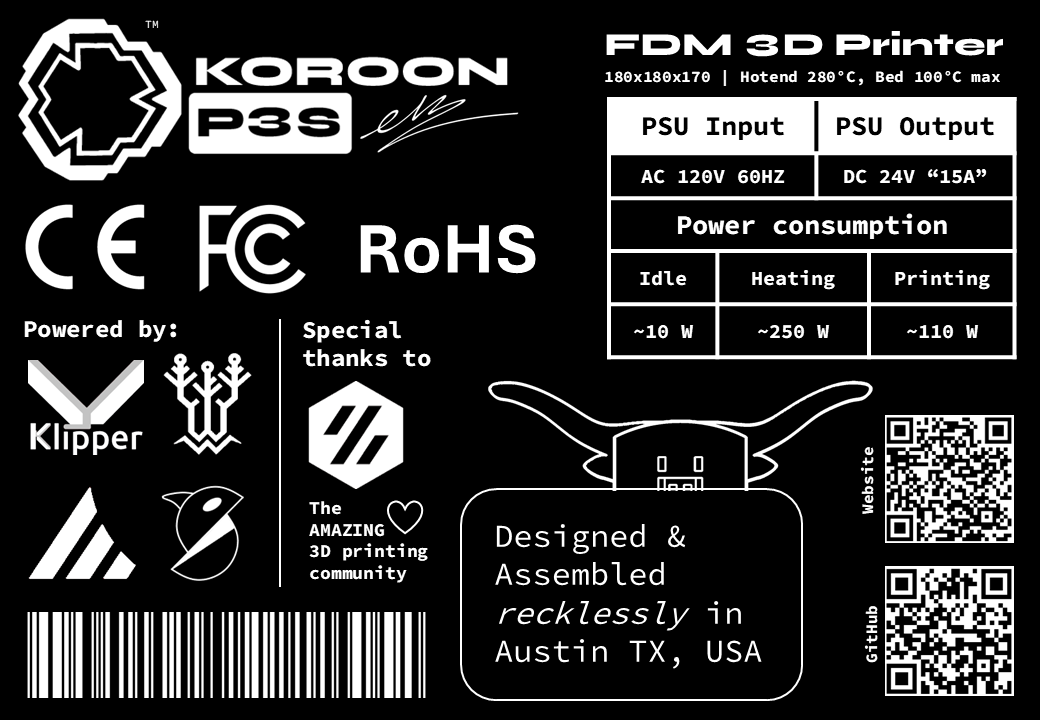 TM
KOROON
P3S
FDM 3D Printer
180x180x170 | Hotend 280°C, Bed 100°C max
PSU Input PSU Output
AC 120V 60HZ DC 24V “15A”
Power consumption
Idle Heating Printing
~10 W ~250 W ~110 W
CE FC RoHS
Powered by:
Klipper
Special
thanks to
The
AMAZING
3D printing
community
Designed &
Assembled
recklessly in
Austin TX, USA
Website
GitHub